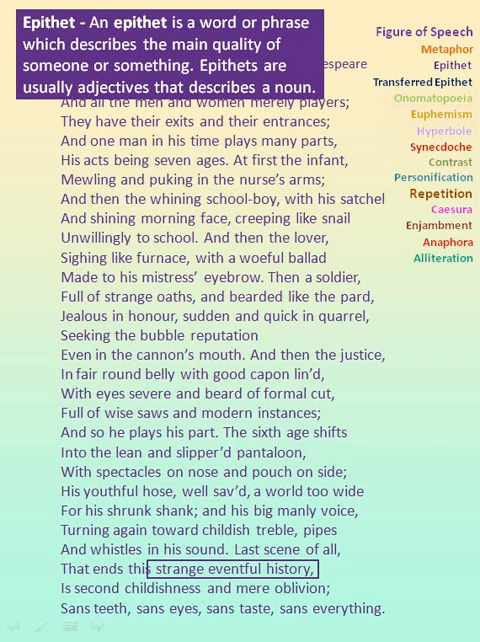 Epithet - An epithet is a word or phrase
which describes the main quality of
someone or something. Epithets are
usually adjectives that describes a noun.
espeare
And all the men and women merely players;
They have their exits and their entrances;
And one man in his time plays many parts,
His acts being seven ages. At first the infant,
Mewling and puking in the nurse’s arms;
And then the whining school-boy, with his satchel
And shining morning face, creeping like snail
Unwillingly to school. And then the lover,
Sighing like furnace, with a woeful ballad
Made to his mistress’ eyebrow. Then a soldier,
Full of strange oaths, and bearded like the pard,
Jealous in honour, sudden and quick in quarrel,
Seeking the bubble reputation
Even in the cannon’s mouth. And then the justice,
In fair round belly with good capon lin’d,
With eyes severe and beard of formal cut,
Full of wise saws and modern instances;
And so he plays his part. The sixth age shifts
Into the lean and slipper’d pantaloon,
With spectacles on nose and pouch on side;
His youthful hose, well sav’d, a world too wide
For his shrunk shank; and his big manly voice,
Turning again toward childish treble, pipes
And whistles in his sound. Last scene of all,
That ends this strange eventful history,
Is second childishness and mere oblivion;
Sans teeth, sans eyes, sans taste, sans everything.
Figure of Speech
Metaphor
Epithet
Transferred Epithet
Onomatopoeia
Euphemism
Hyperbole
Synecdoche
Contrast
Personification
Repetition
Caesura
Enjambment
Anaphora
Alliteration